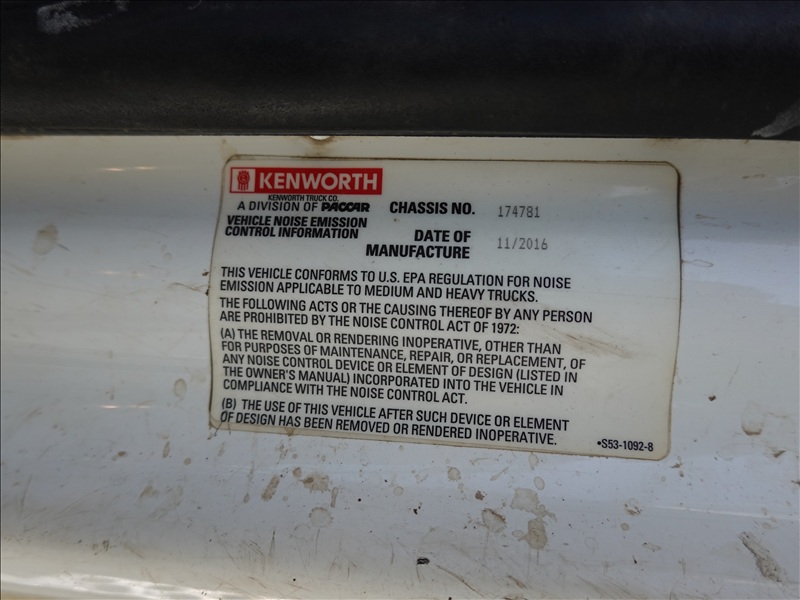 KENWORTH
KENWORTH TRUCK CO.
A DIVISION OF PACCAR
VEHICLE NOISE EMISSION
CONTROL INFORMATION
CHASSIS NO. 174781
DATE OF
MANUFACTURE 11/2016
THIS VEHICLE CONFORMS TO U.S. EPA REGULATION FOR NOISE
EMISSION APPLICABLE TO MEDIUM AND HEAVY TRUCKS.
THE FOLLOWING ACTS OR THE CAUSING THEREOF BY ANY PERSON
ARE PROHIBITED BY THE NOISE CONTROL ACT OF 1972:
(A) THE REMOVAL OR RENDERING INOPERATIVE, OTHER THAN
FOR PURPOSES OF MAINTENANCE, REPAIR, OR REPLACEMENT, OF
ANY NOISE CONTROL DEVICE OR ELEMENT OF DESIGN (LISTED IN
THE OWNER'S MANUAL) INCORPORATED INTO THE VEHICLE IN
COMPLIANCE WITH THE NOISE CONTROL ACT.
(B) THE USE OF THIS VEHICLE AFTER SUCH DEVICE OR ELEMENT
OF DESIGN HAS BEEN REMOVED OR RENDERED INOPERATIVE.
•S53-1092-8